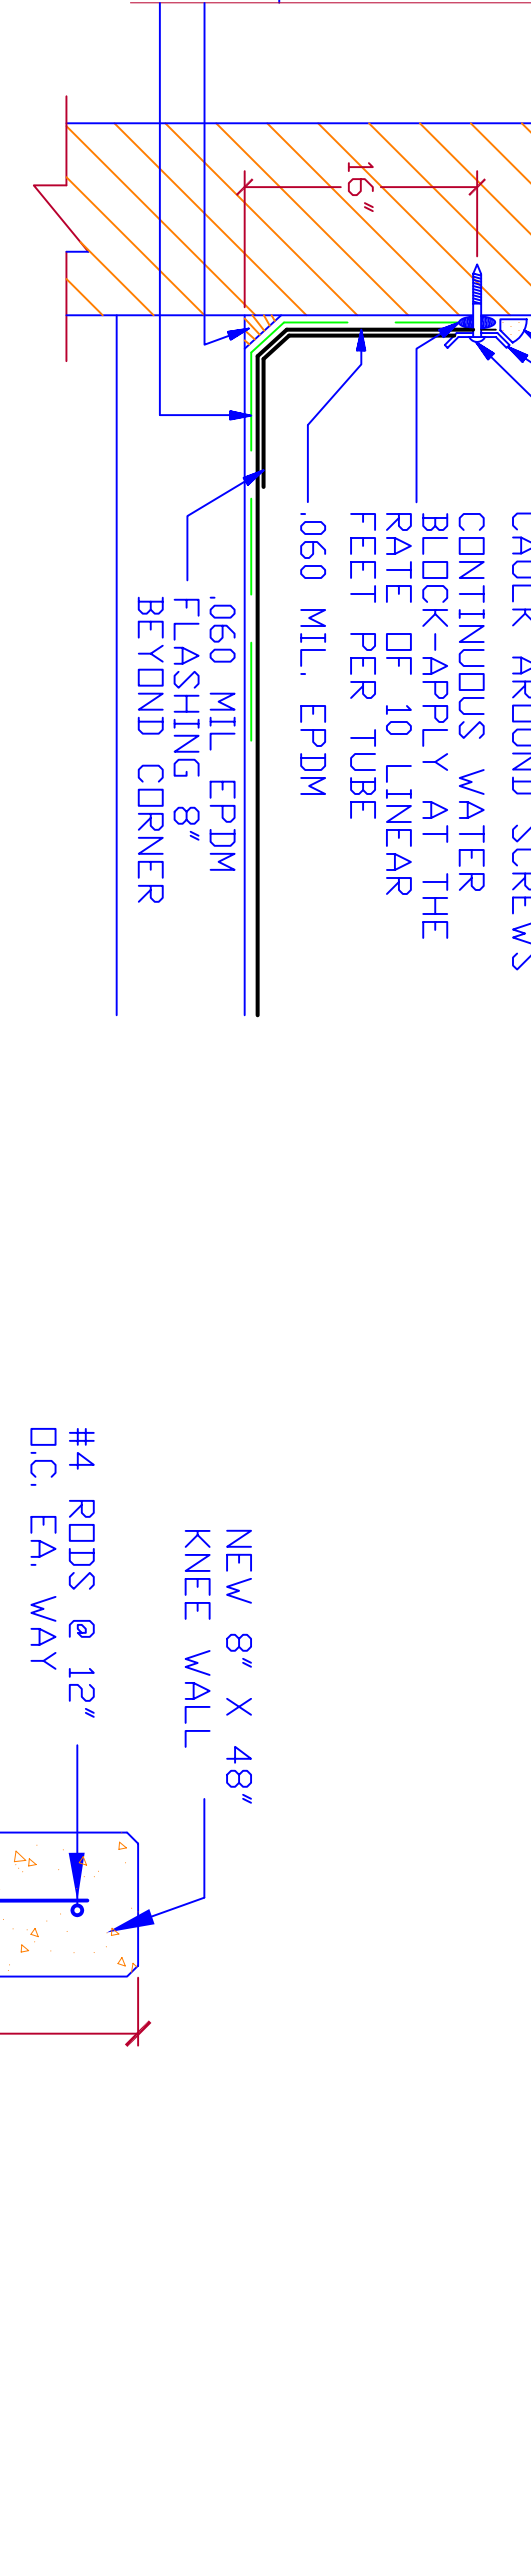 16"
CAULK AROUND SCREWS
CONTINUOUS WATER
BLOCK-APPLY AT THE
RATE OF 10 LINEAR
FEET PER TUBE
.060 MIL. EPDM
.060 MIL EPDM
FLASHING 8"
BEYOND CORNER
NEW 8" X 48"
KNEE WALL
#4 RODS @ 12"
O.C. EA. WAY